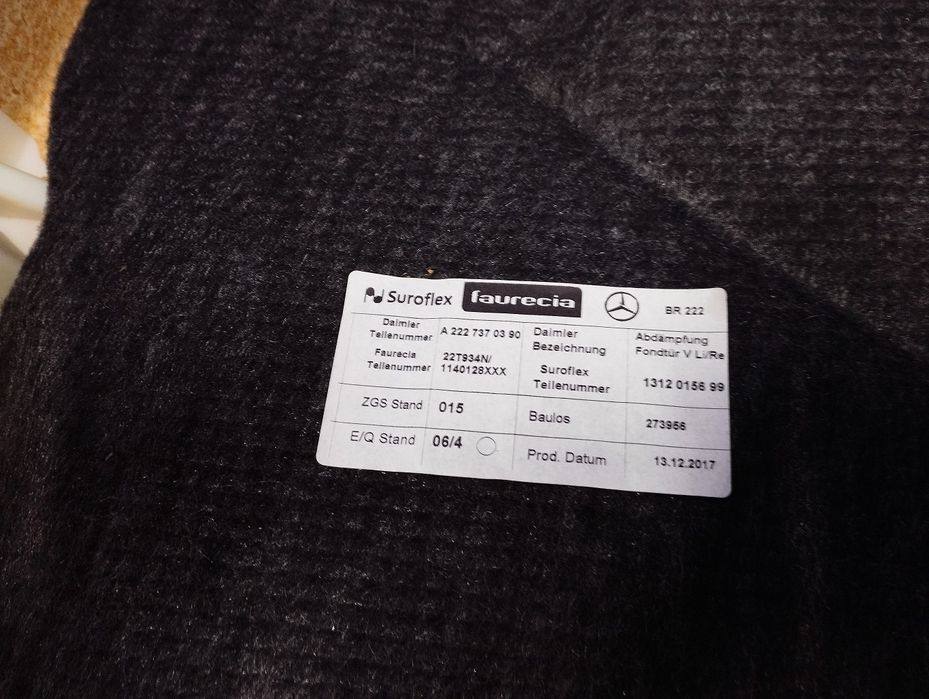 Suroflex faurecia BR 222
Daimler Teilenummer A 222 737 03 90 Daimler Bezeichnung Abdämpfung Fondtür V Li/Re
Faurecia Teilenummer 22T934N/ 1140128XXX Suroflex Teilenummer 1312 0156 99
ZGS Stand 015 Baulos 273956
E/Q Stand 06/4 Prod. Datum 13.12.2017